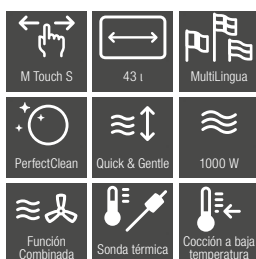 M Touch S
43 ι
MultiLingua
PerfectClean
Quick & Gentle
1000 W
Función
Combinada
Sonda térmica
Cocción a baja
temperatura